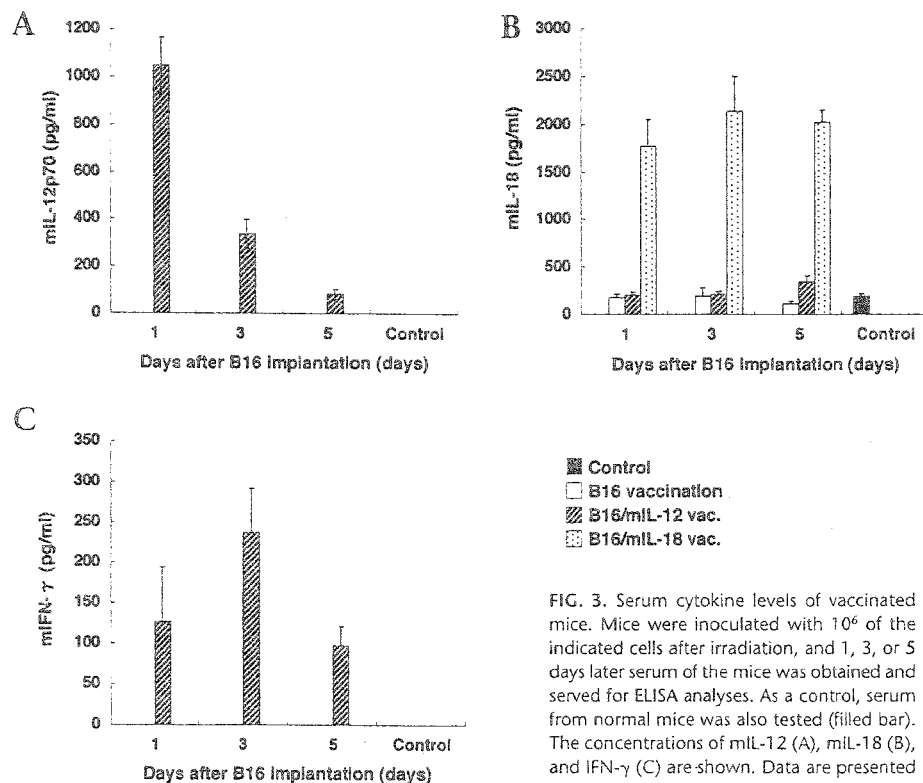 A
mIL-12p70 (pg/ml)
1200
1000
800
600
400
200
0
1 3 5 Control
Days after B16 Implantation (days)
B
mIL-18 (pg/ml)
3000
2500
2000
1500
1000
500
0
1 3 5 Control
Days after B16 Implantation (days)
C
mIFN-γ (pg/ml)
350
300
250
200
150
100
50
0
1 3 5 Control
Days after B16 Implantation (days)
Control
B16 vaccination
B16/mIL-12 vac.
B16/mIL-18 vac.
FIG. 3. Serum cytokine levels of vaccinated
mice. Mice were inoculated with 10⁶ of the
indicated cells after irradiation, and 1, 3, or 5
days later serum of the mice was obtained and
served for ELISA analyses. As a control, serum
from normal mice was also tested (filled bar).
The concentrations of mIL-12 (A), mIL-18 (B),
and IFN-γ (C) are shown. Data are presented